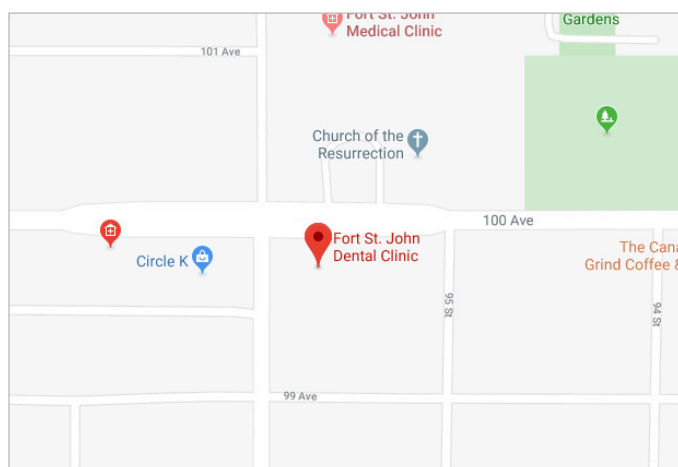 Fort St. John
Medical Clinic
Gardens
101 Ave
Church of the
Resurrection
100 Ave
Fort St. John
Dental Clinic
Circle K
The Cana
Grind Coffee &
95 St
94 St
99 Ave